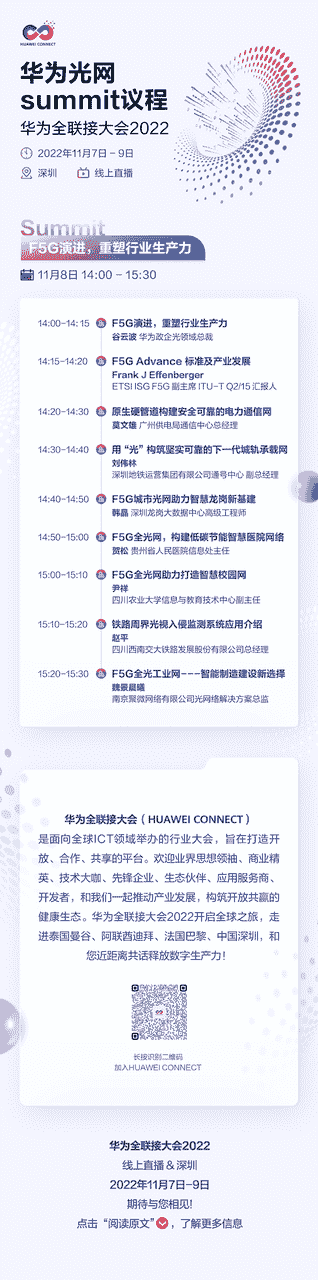 HUAWEI CONNECT
华为光网
summit议程
华为全联接大会2022
2022年11月7日 – 9日
深圳
线上直播
Summit
F5G演进，重塑行业生产力
11月8日 14:00 – 15:30
14:00-14:15 F5G演进，重塑行业生产力
谷云波 华为政企光领域总裁
14:15-14:20 F5G Advance 标准及产业发展
Frank J Effenberger
ETSI ISG F5G 副主席 ITU-T Q2/15 汇报人
14:20-14:30 原生硬管道构建安全可靠的电力通信网
莫文雄 广州供电局通信中心总经理
14:30-14:40 用“光”构筑坚实可靠的下一代城轨承载网
刘伟林
深圳地铁运营集团有限公司通号中心 副总经理
14:40-14:50 F5G城市光网助力智慧龙岗新基建
韩晶 深圳龙岗大数据中心高级工程师
14:50-15:00 F5G全光网，构建低碳节能智慧医院网络
贺松 贵州省人民医院信息处主任
15:00-15:10 F5G全光网助力打造智慧校园网
尹祥
四川农业大学信息与教育技术中心副主任
15:10-15:20 铁路周界光视入侵监测系统应用介绍
赵平
四川西南交大铁路发展股份有限公司总经理
15:20-15:30 F5G全光工业网---智能制造建设新选择
魏景晨曦
南京聚微网络有限公司光网络解决方案总监
华为全联接大会（HUAWEI CONNECT）
是面向全球ICT领域举办的行业大会，旨在打造开
放、合作、共享的平台。欢迎业界思想领袖、商业精
英、技术大咖、先锋企业、生态伙伴、应用服务商、
开发者，和我们一起推动产业发展，构筑开放共赢的
健康生态。华为全联接大会2022开启全球之旅，走
进泰国曼谷、阿联酋迪拜、法国巴黎、中国深圳，和
您近距离共话释放数字生产力！
长按识别二维码
加入HUAWEI CONNECT
华为全联接大会2022
线上直播 & 深圳
2022年11月7日-9日
期待与您相见!
点击“阅读原文”，了解更多信息